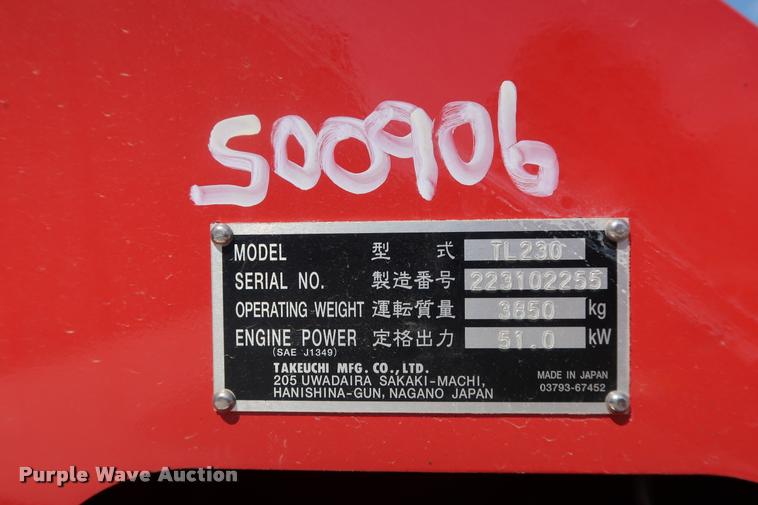 S00906
MODEL 型 式 TL230
SERIAL NO. 製造番号 223102255
OPERATING WEIGHT 運転質量 3850 kg
ENGINE POWER 定格出力 51.0 kW
(SAE J1349)
TAKEUCHI MFG. CO., LTD.
205 UWADAIRA SAKAKI-MACHI,
HANISHINA-GUN, NAGANO JAPAN
MADE IN JAPAN
03793-67452
Purple Wave Auction